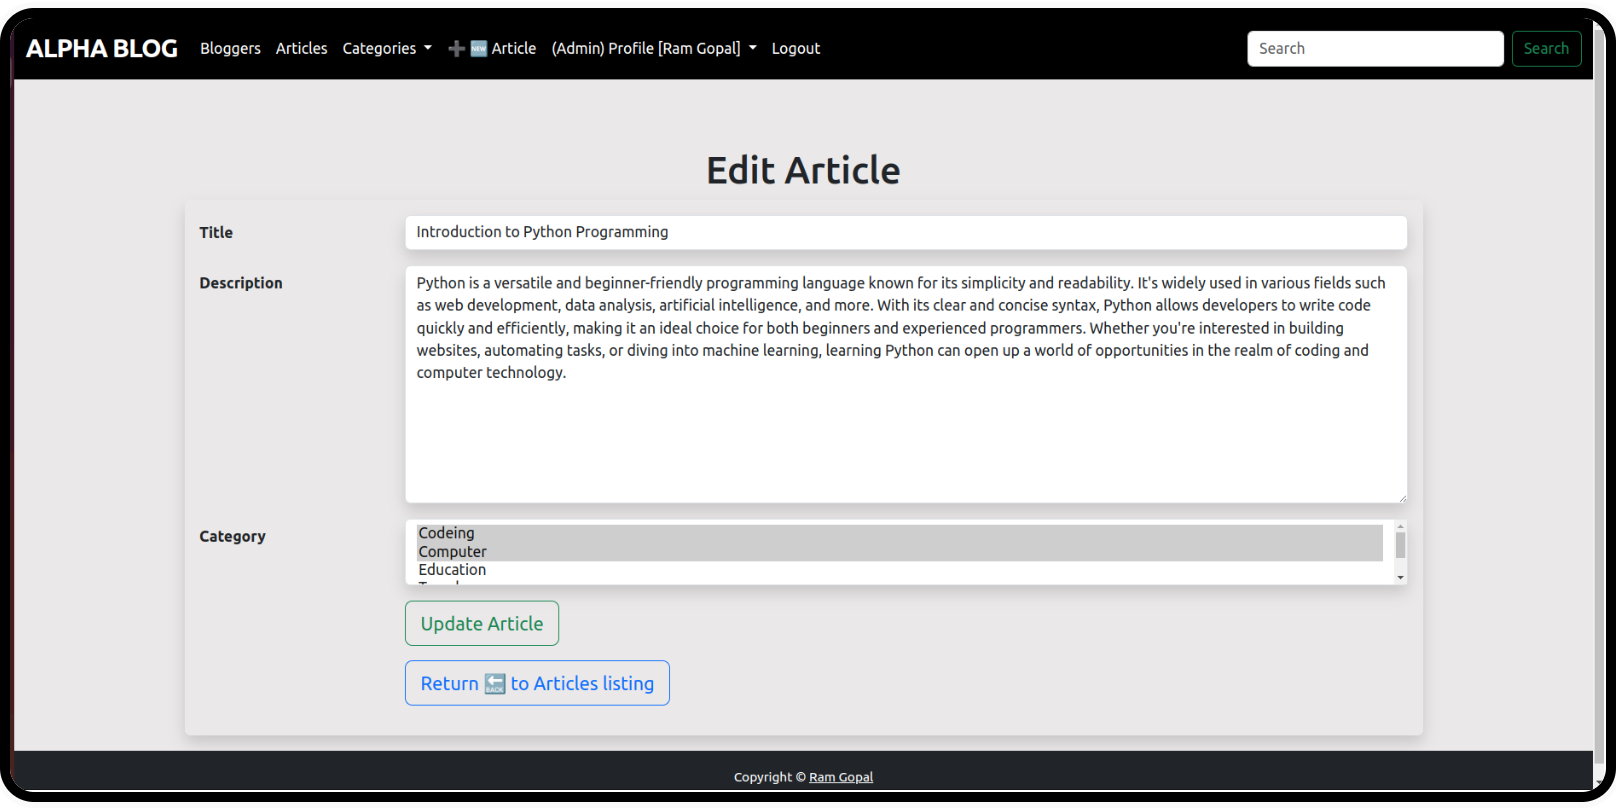 ALPHA BLOG Bloggers Articles Categories ➕ 🆕 Article (Admin) Profile [Ram Gopal] Logout Search Search
Edit Article
Title
Introduction to Python Programming
Description
Python is a versatile and beginner-friendly programming language known for its simplicity and readability. It's widely used in various fields such
as web development, data analysis, artificial intelligence, and more. With its clear and concise syntax, Python allows developers to write code
quickly and efficiently, making it an ideal choice for both beginners and experienced programmers. Whether you're interested in building
websites, automating tasks, or diving into machine learning, learning Python can open up a world of opportunities in the realm of coding and
computer technology.
Category
Codeing
Computer
Education
Update Article
Return 🔙 to Articles listing
Copyright © Ram Gopal